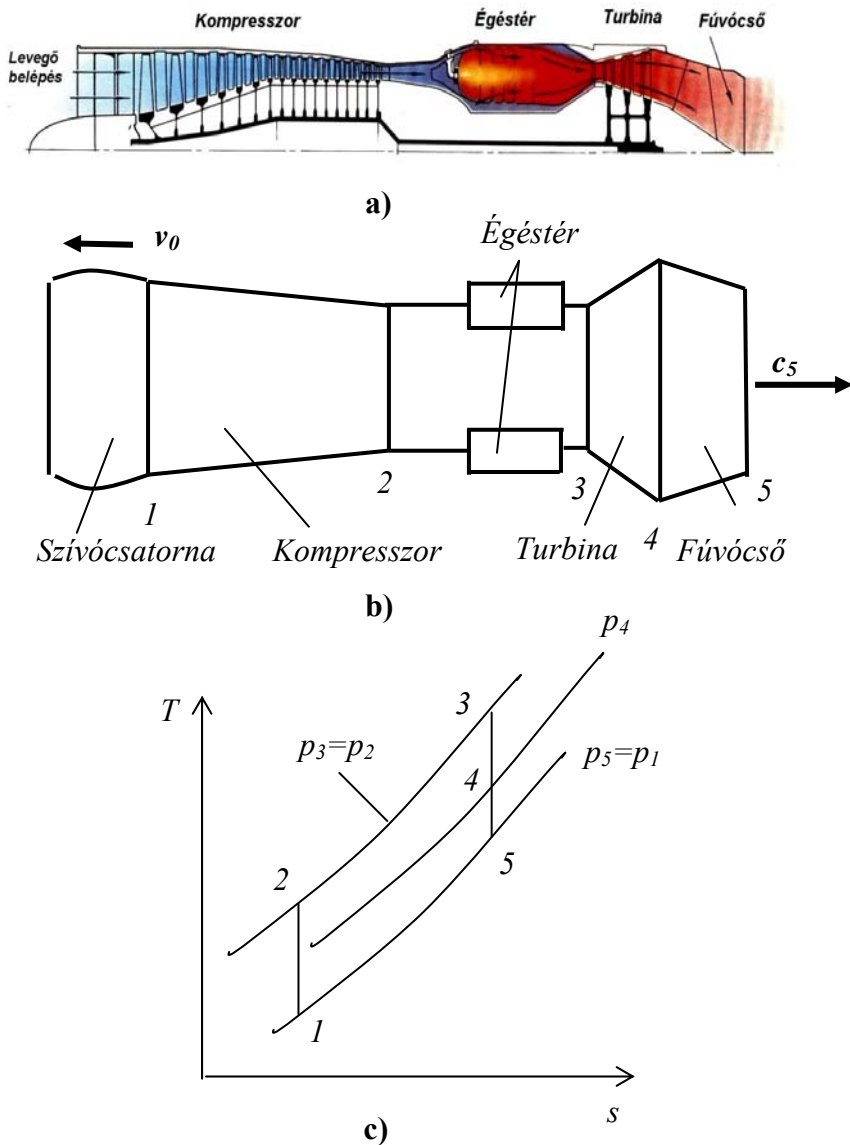 Kompresszor
Égéstér
Turbina
Fúvócső
Levegő
belépés
a)
v0
Égéstér
c5
1
2
3
4
5
Szívócsatorna
Kompresszor
Turbina
Fúvócső
b)
p4
T
3
p3=p2
p5=p1
4
2
5
1
s
c)